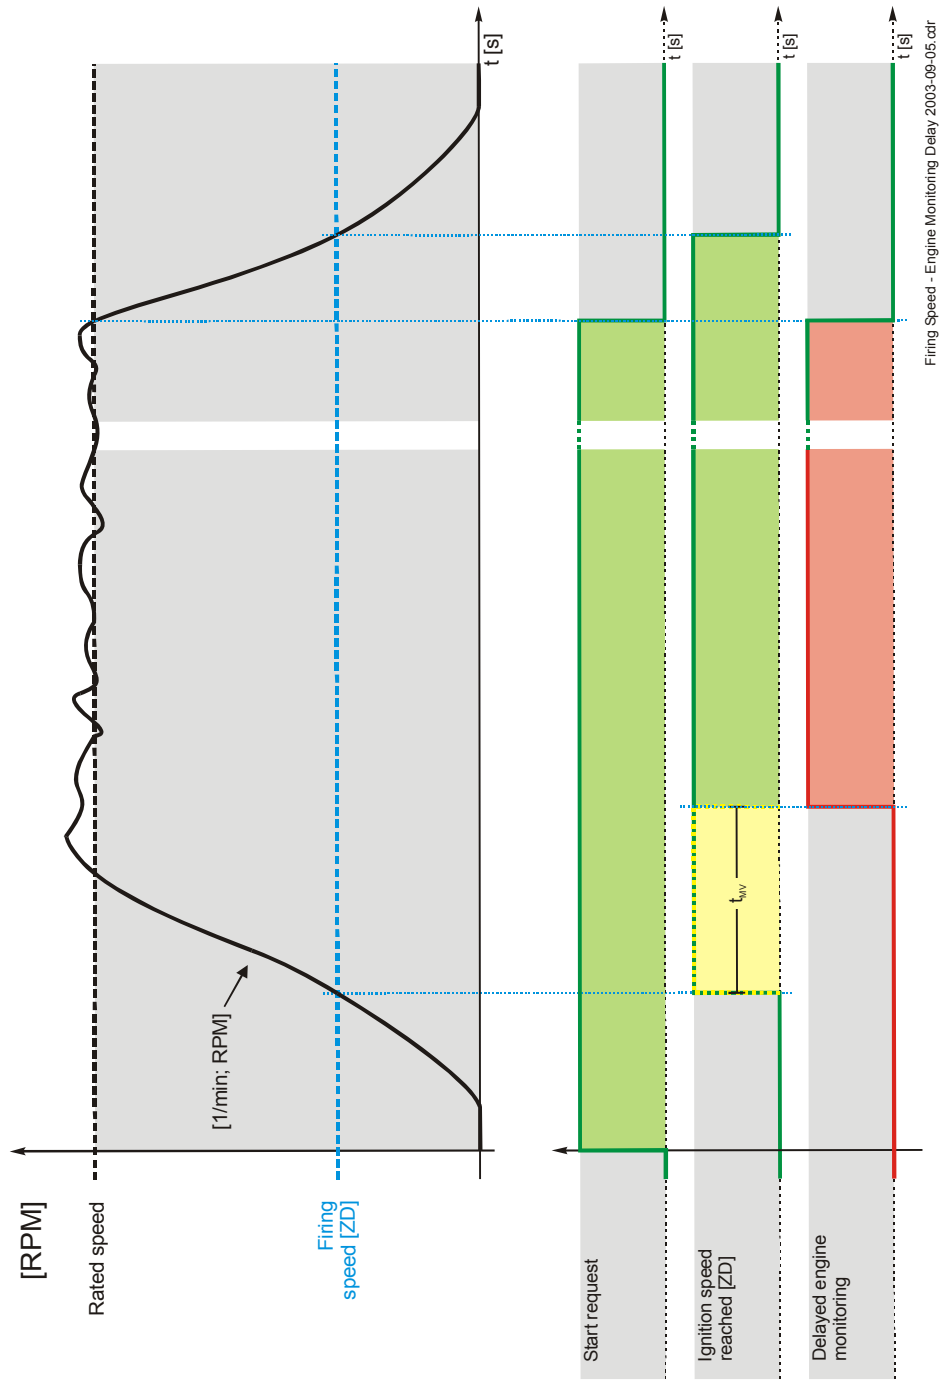 [RPM]
Rated speed
Firing
speed [ZD]
[1/min; RPM]
t [s]
Start request
t [s]
Ignition speed
reached [ZD]
tMV
t [s]
Delayed engine
monitoring
t [s]
Firing Speed - Engine Monitoring Delay 2003-09-05.cdr